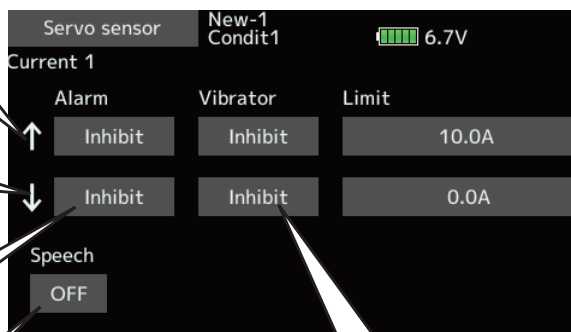 Servo sensor New-1 6.7V
Condit1
Current 1
Alarm Vibrator Limit
↑ Inhibit Inhibit 10.0A
↓ Inhibit Inhibit 0.0A
Speech
OFF